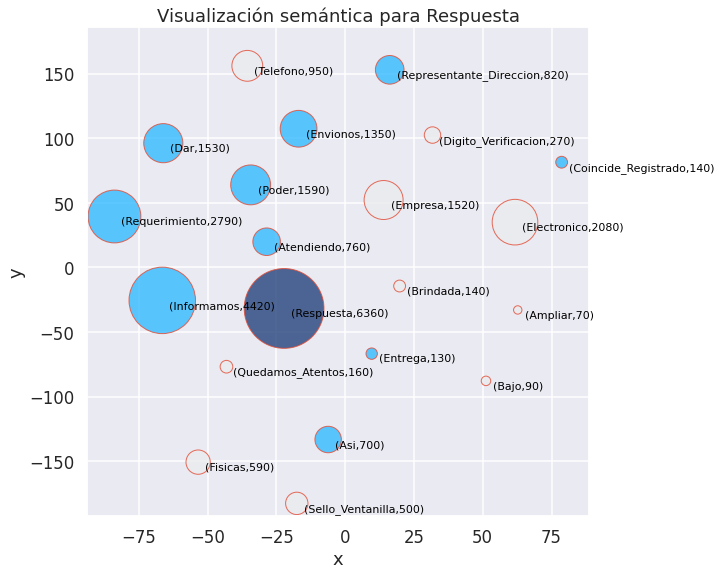 Visualización semántica para Respuesta
(Telefono,950)
(Representante_Direccion,820)
(Envionos,1350)
(Digito_Verificacion,270)
(Dar,1530)
(Coincide_Registrado,140)
(Poder,1590)
(Empresa,1520)
(Requerimiento,2790)
(Electronico,2080)
(Atendiendo,760)
(Brindada,140)
(Informamos,4420)
(Respuesta,6360)
(Ampliar,70)
(Entrega,130)
(Quedamos_Atentos,160)
(Bajo,90)
(Asi,700)
(Fisicas,590)
(Sello_Ventanilla,500)
150
100
50
0
−50
−100
−150
y
−75
−50
−25
0
25
50
75
x